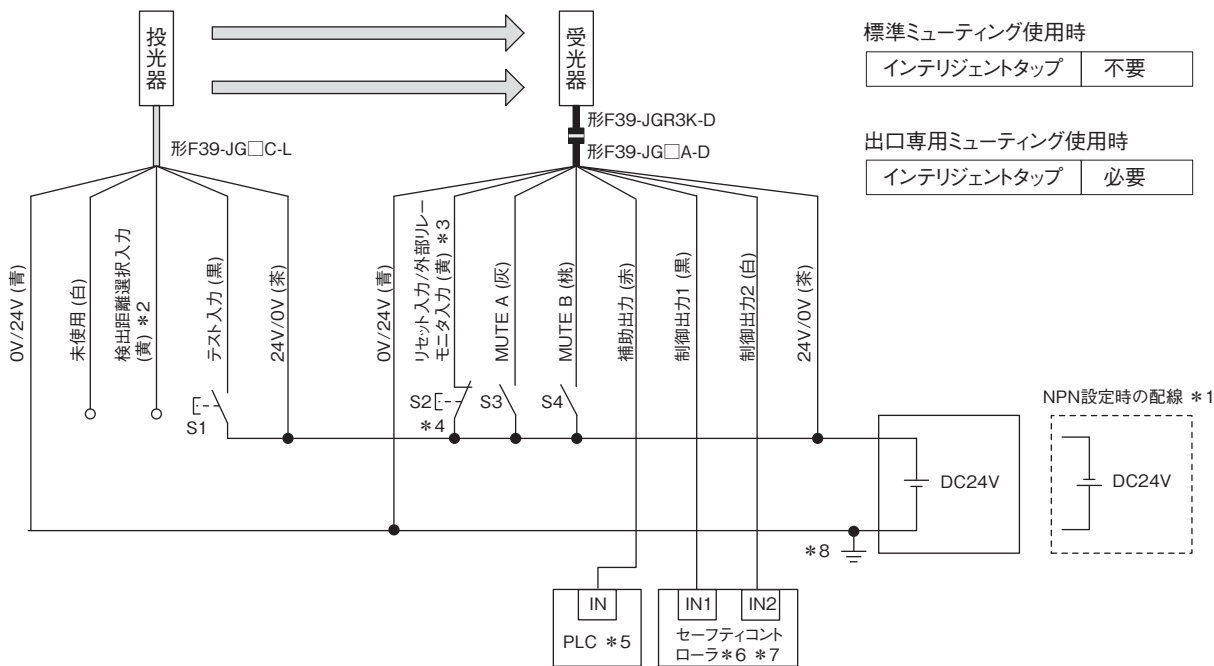 投光器
受光器
標準ミューティング使用時
インテリジェントタップ 不要
出口専用ミューティング使用時
インテリジェントタップ 必要
形F39-JG□C-L
形F39-JGR3K-D
形F39-JG□A-D
0V/24V (青)
未使用 (白)
検出距離選択入力
(黄) *2
テスト入力 (黒)
24V/0V (茶)
0V/24V (青)
リセット入力/外部リレー
モニタ入力 (黄) *3
MUTE A (灰)
MUTE B (桃)
補助出力 (赤)
制御出力1 (黒)
制御出力2 (白)
24V/0V (茶)
S1
S2
*4
S3
S4
DC24V
NPN設定時の配線 *1
DC24V
*8
IN
PLC *5
IN1
IN2
セーフティコント
ローラ*6 *7